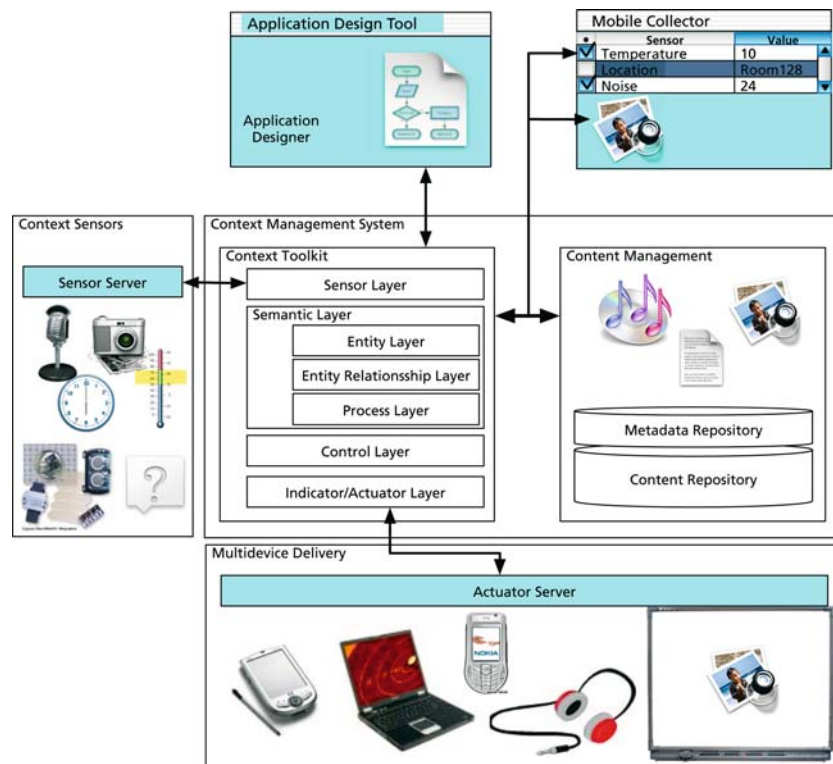 Application Design Tool
Application
Designer
Mobile Collector
Sensor Value
Temperature 10
Location Room128
Noise 24
Context Sensors
Sensor Server
Context Management System
Context Toolkit
Sensor Layer
Semantic Layer
Entity Layer
Entity Relationsship Layer
Process Layer
Control Layer
Indicator/Actuator Layer
Content Management
Metadata Repository
Content Repository
Multidevice Delivery
Actuator Server
NOKIA